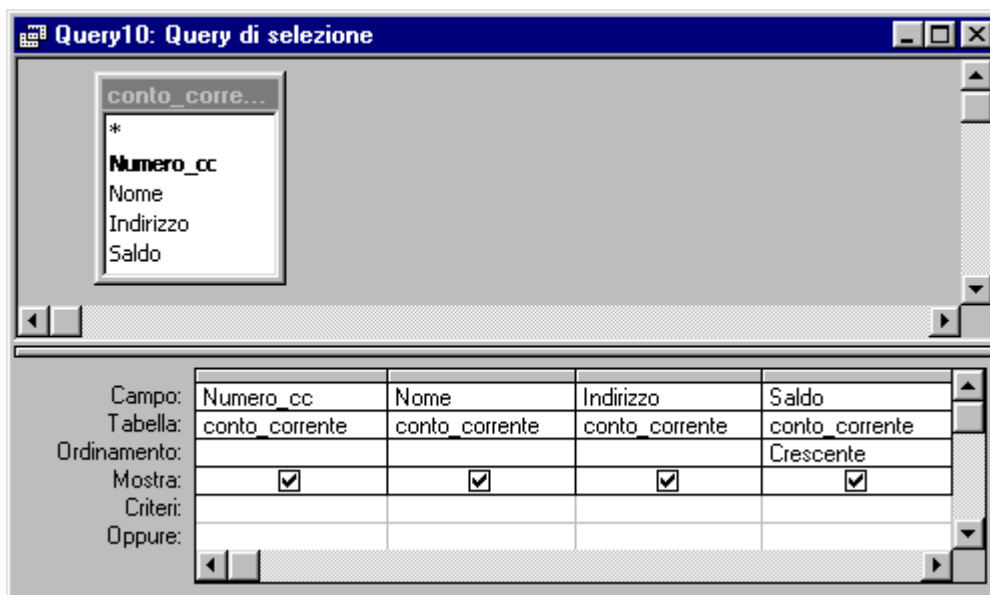 Query10: Query di selezione
conto_corre...
*
Numero_cc
Nome
Indirizzo
Saldo
Campo: Numero_cc Nome Indirizzo Saldo
Tabella: conto_corrente conto_corrente conto_corrente conto_corrente
Ordinamento: Crescente
Mostra:
Criteri:
Oppure: